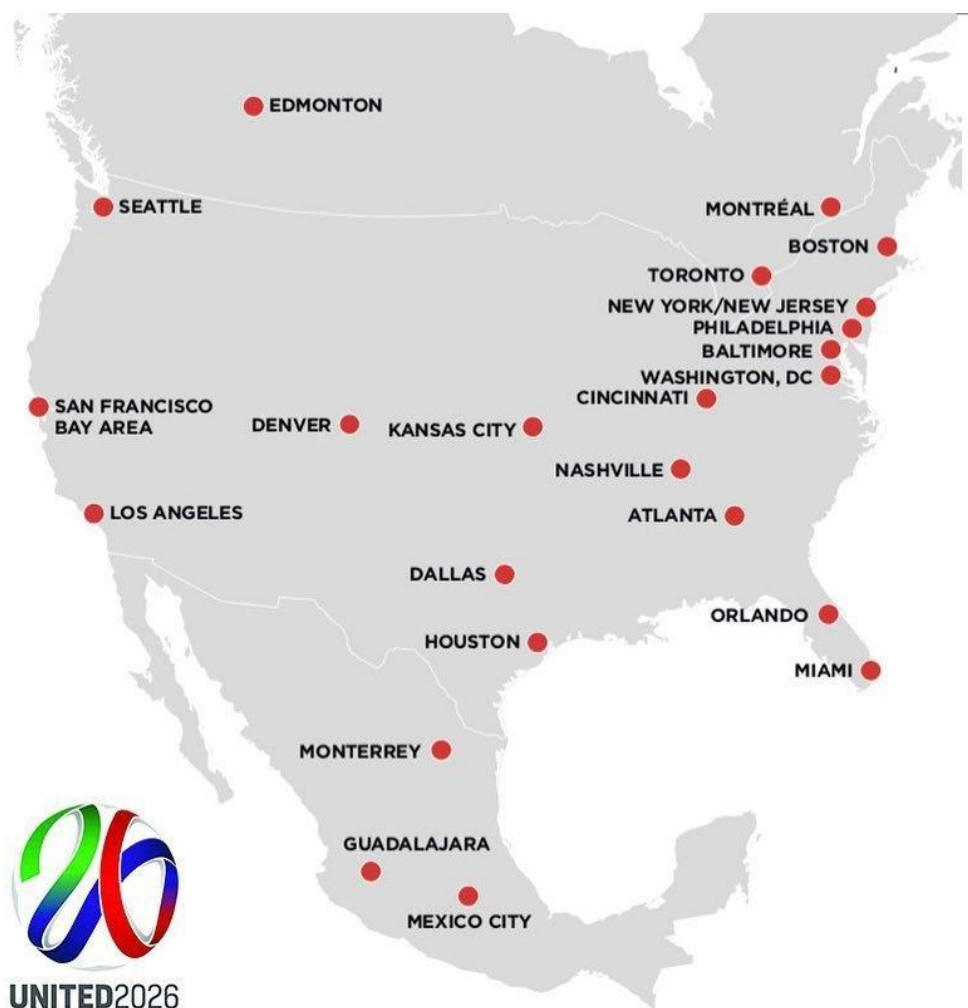 EDMONTON
SEATTLE
MONTRÉAL
BOSTON
TORONTO
NEW YORK/NEW JERSEY
PHILADELPHIA
BALTIMORE
WASHINGTON, DC
CINCINNATI
SAN FRANCISCO
BAY AREA
DENVER
KANSAS CITY
NASHVILLE
LOS ANGELES
ATLANTA
DALLAS
ORLANDO
HOUSTON
MIAMI
MONTERREY
GUADALAJARA
MEXICO CITY
26
UNITED2026